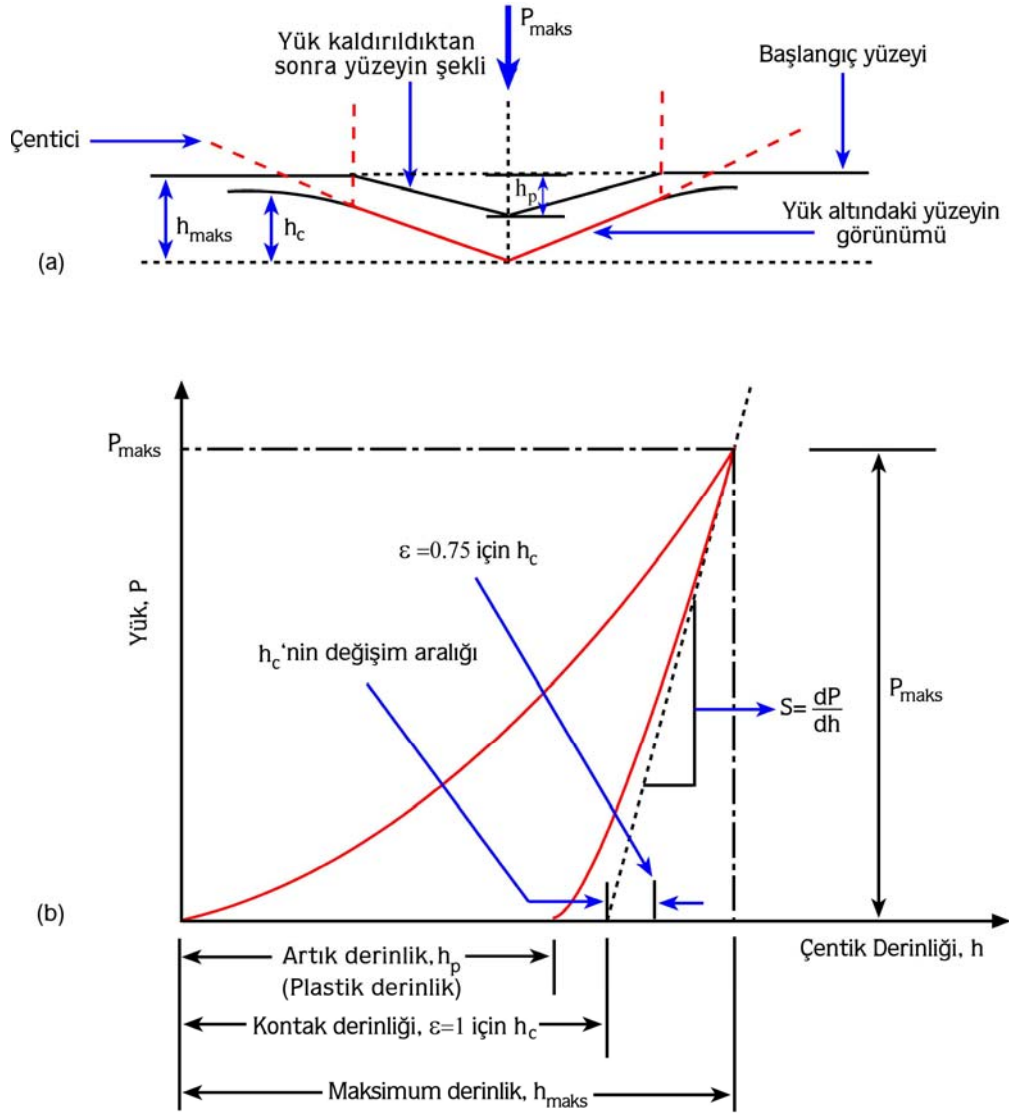 P_maks
Yük kaldırıldıktan
sonra yüzeyin şekli
Başlangıç yüzeyi
Çentici
h_p
h_maks
h_c
Yük altındaki yüzeyin
görünümü
(a)
P_maks
ε =0.75 için h_c
Yük, P
h_c'nin değişim aralığı
P_maks
S= dP/dh
(b)
Çentik Derinliği, h
Artık derinlik, h_p
(Plastik derinlik)
Kontak derinliği, ε=1 için h_c
Maksimum derinlik, h_maks